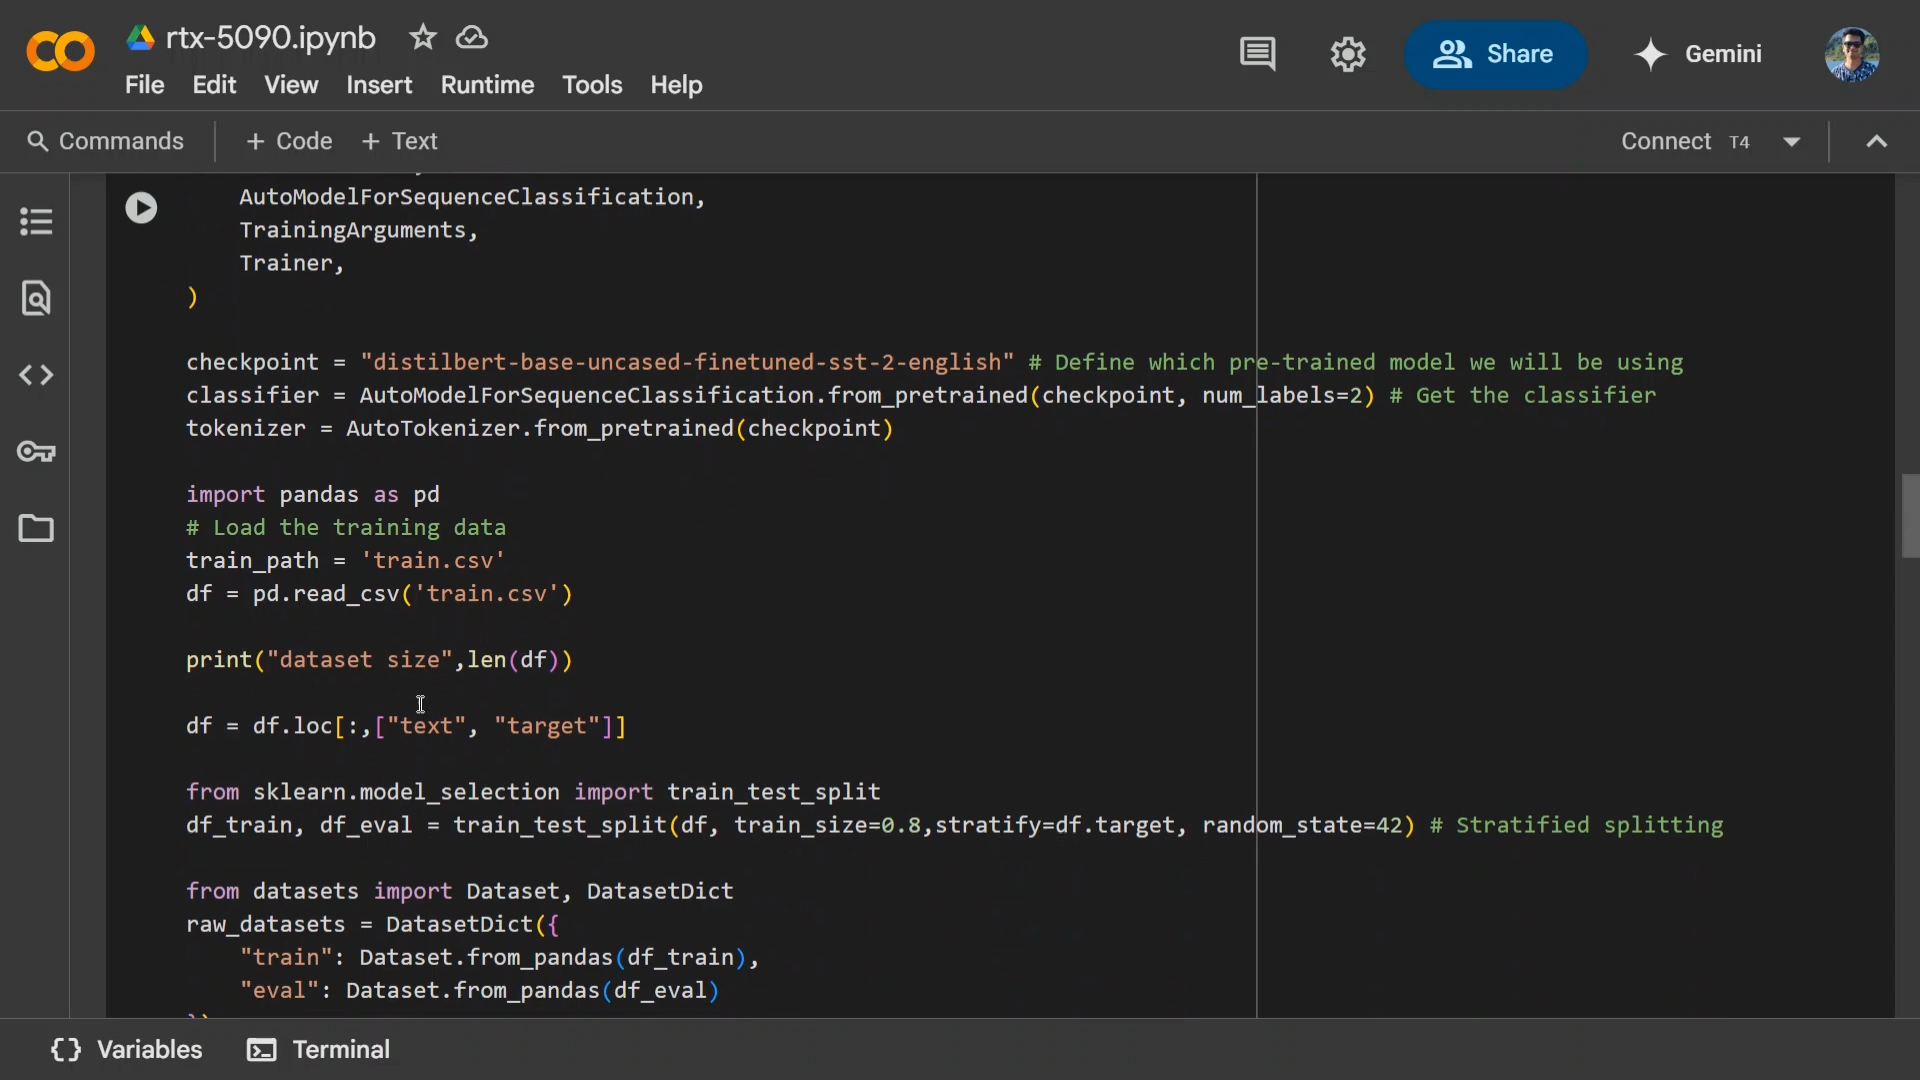 rtx-5090.ipynb
Share
Gemini
File Edit View Insert Runtime Tools Help
Commands + Code + Text
Connect T4
AutoModelForSequenceClassification,
TrainingArguments,
Trainer,
)
checkpoint = "distilbert-base-uncased-finetuned-sst-2-english" # Define which pre-trained model we will be using
classifier = AutoModelForSequenceClassification.from_pretrained(checkpoint, num_labels=2) # Get the classifier
tokenizer = AutoTokenizer.from_pretrained(checkpoint)
import pandas as pd
# Load the training data
train_path = 'train.csv'
df = pd.read_csv('train.csv')
print("dataset size",len(df))
df = df.loc[:,["text", "target"]]
from sklearn.model_selection import train_test_split
df_train, df_eval = train_test_split(df, train_size=0.8,stratify=df.target, random_state=42) # Stratified splitting
from datasets import Dataset, DatasetDict
raw_datasets = DatasetDict({
"train": Dataset.from_pandas(df_train),
"eval": Dataset.from_pandas(df_eval)
Variables
Terminal